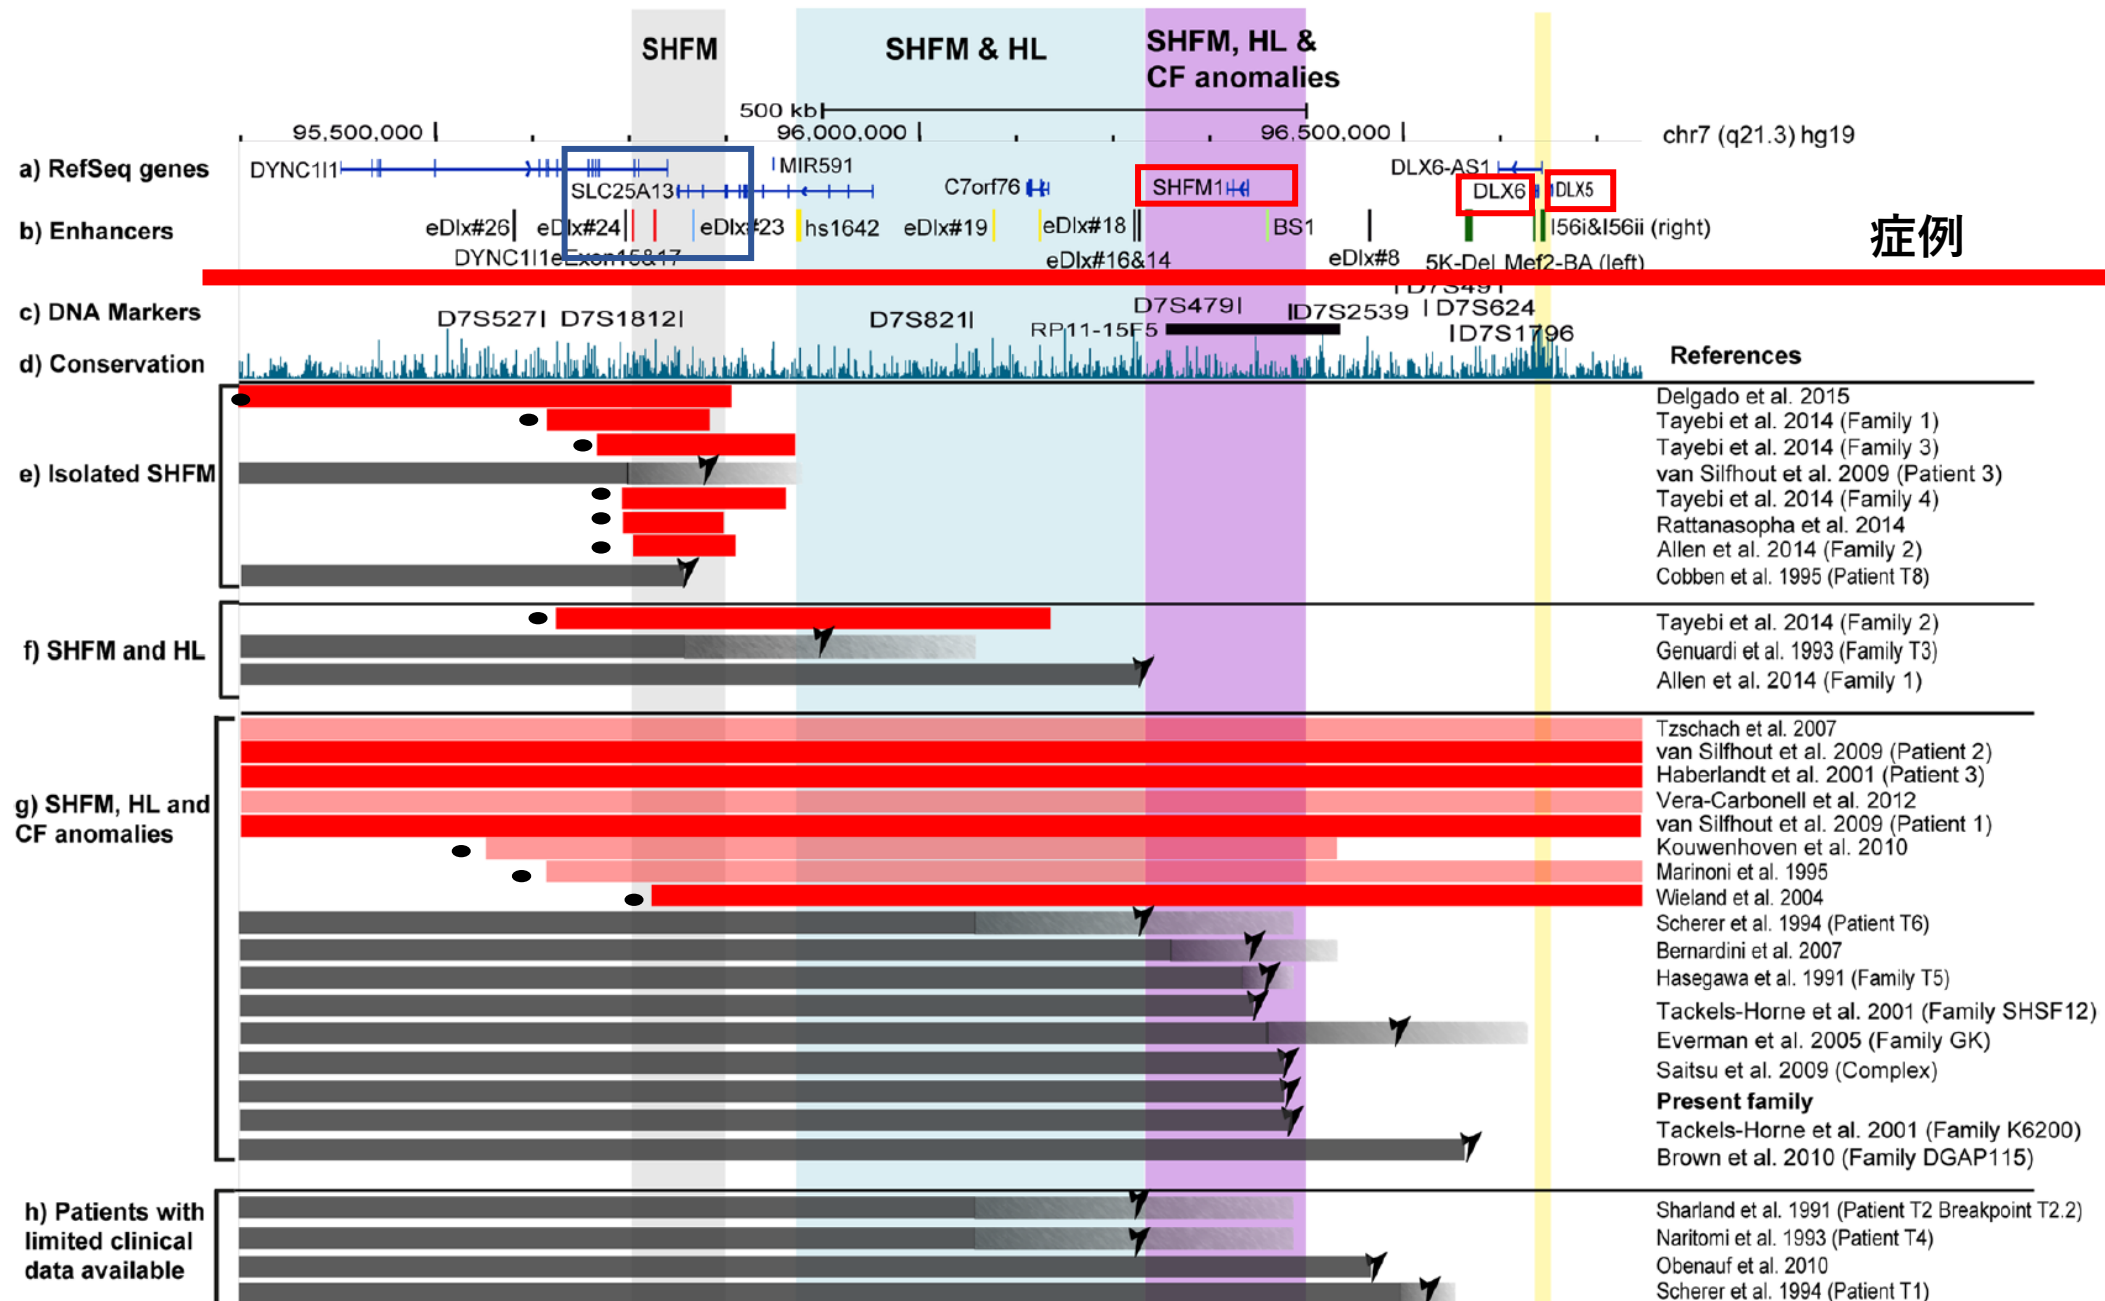 SHFM
SHFM & HL
SHFM, HL &
CF anomalies
500 kb
95,500,000
96,000,000
96,500,000
chr7 (q21.3) hg19
a) RefSeq genes
DYNC1I1
MIR591
DLX6-AS1
SLC25A13
C7orf76
SHFM1
DLX6
DLX5
b) Enhancers
eDlx#26
eDlx#24
eDlx#23
hs1642
eDlx#19
eDlx#18
BS1
I56i&I56ii (right)
症例
DYNC1I1eExon15&17
eDlx#16&14
eDlx#8
5K-Del Mef2-BA (left)
D7S491
c) DNA Markers
D7S527
D7S1812
D7S821
D7S479
D7S2539
D7S624
RP11-15F5
D7S1796
d) Conservation
References
e) Isolated SHFM
Delgado et al. 2015
Tayebi et al. 2014 (Family 1)
Tayebi et al. 2014 (Family 3)
van Silfhout et al. 2009 (Patient 3)
Tayebi et al. 2014 (Family 4)
Rattanasopha et al. 2014
Allen et al. 2014 (Family 2)
Cobben et al. 1995 (Patient T8)
f) SHFM and HL
Tayebi et al. 2014 (Family 2)
Genuardi et al. 1993 (Family T3)
Allen et al. 2014 (Family 1)
g) SHFM, HL and
CF anomalies
Tzschach et al. 2007
van Silfhout et al. 2009 (Patient 2)
Haberlandt et al. 2001 (Patient 3)
Vera-Carbonell et al. 2012
van Silfhout et al. 2009 (Patient 1)
Kouwenhoven et al. 2010
Marinoni et al. 1995
Wieland et al. 2004
Scherer et al. 1994 (Patient T6)
Bernardini et al. 2007
Hasegawa et al. 1991 (Family T5)
Tackels-Horne et al. 2001 (Family SHSF12)
Everman et al. 2005 (Family GK)
Saitsu et al. 2009 (Complex)
Present family
Tackels-Horne et al. 2001 (Family K6200)
Brown et al. 2010 (Family DGAP115)
h) Patients with
limited clinical
data available
Sharland et al. 1991 (Patient T2 Breakpoint T2.2)
Naritomi et al. 1993 (Patient T4)
Obenauf et al. 2010
Scherer et al. 1994 (Patient T1)